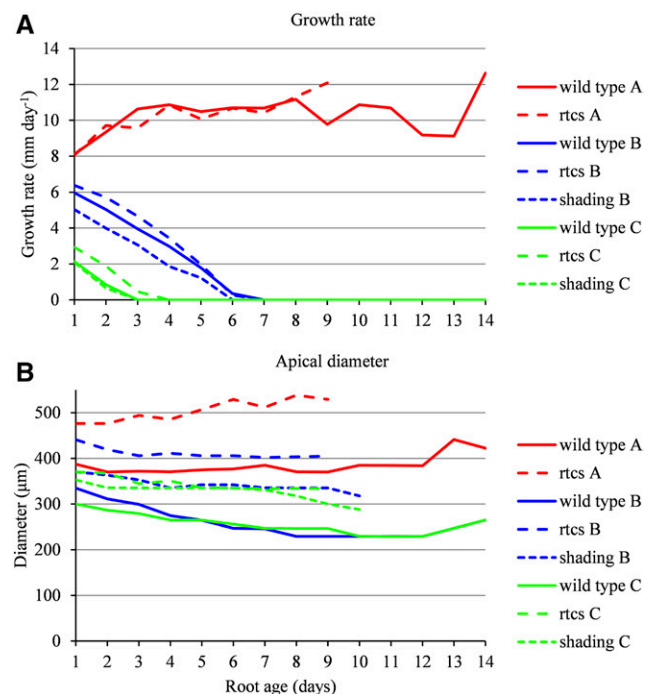 A
Growth rate
Growth rate (mm day-1)
14
12
10
8
6
4
2
0
1 2 3 4 5 6 7 8 9 10 11 12 13 14
wild type A
rtcs A
wild type B
rtcs B
shading B
wild type C
rtcs C
shading C
B
Apical diameter
Diameter (µm)
500
400
300
200
100
0
1 2 3 4 5 6 7 8 9 10 11 12 13 14
Root age (days)
wild type A
rtcs A
wild type B
rtcs B
shading B
wild type C
rtcs C
shading C